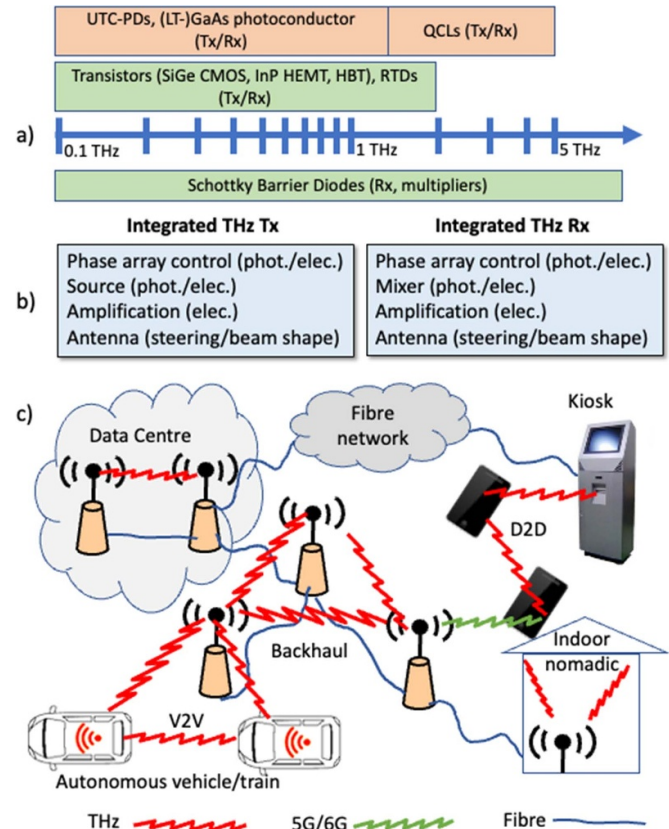 UTC-PDs, (LT-)GaAs photoconductor
(Tx/Rx)
QCLs (Tx/Rx)
Transistors (SiGe CMOS, InP HEMT, HBT), RTDs
(Tx/Rx)
a)
0.1 THz
1 THz
5 THz
Schottky Barrier Diodes (Rx, multipliers)
Integrated THz Tx
Integrated THz Rx
b)
Phase array control (phot./elec.)
Source (phot./elec.)
Amplification (elec.)
Antenna (steering/beam shape)
Phase array control (phot./elec.)
Mixer (phot./elec.)
Amplification (elec.)
Antenna (steering/beam shape)
c)
Data Centre
Fibre
network
Kiosk
D2D
Backhaul
Indoor
nomadic
V2V
Autonomous vehicle/train
THz
5G/6G
Fibre